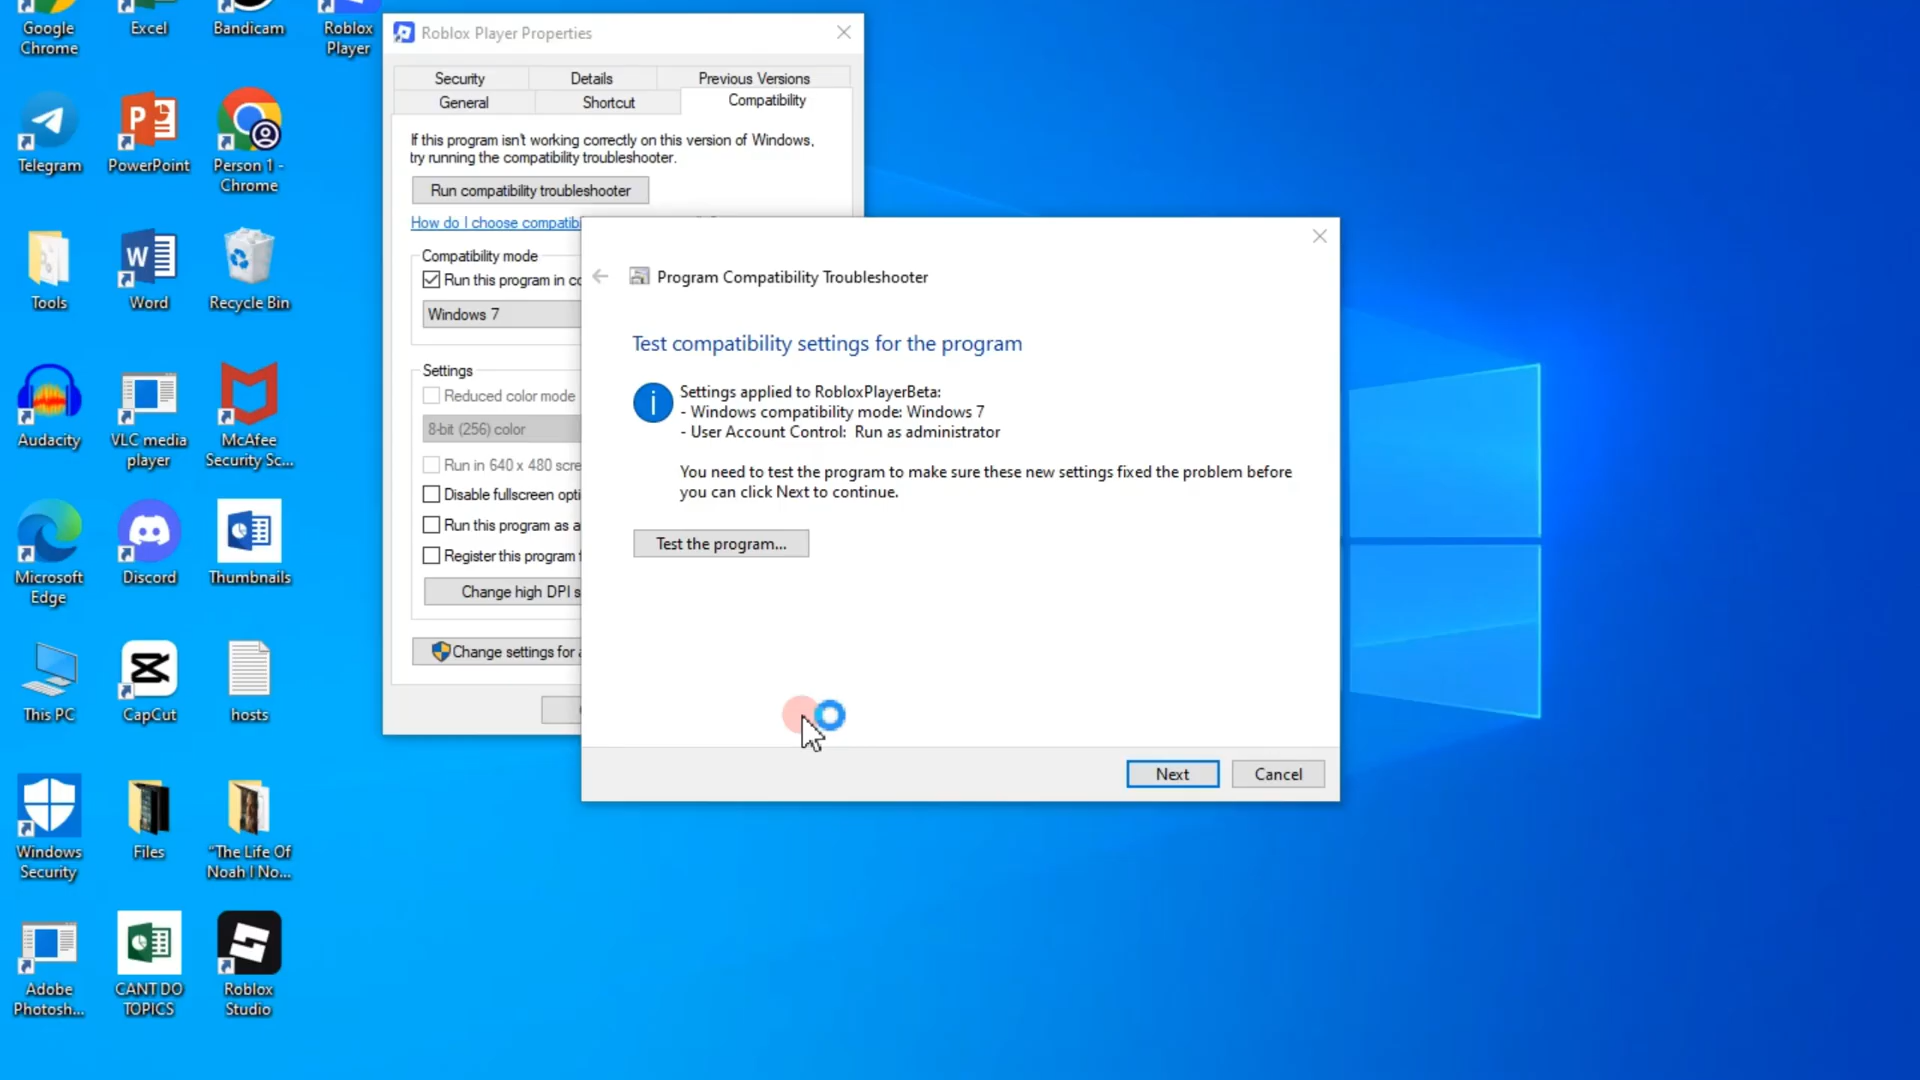 Google
Chrome
Excel
Bandicam
Roblox
Player
Telegram
PowerPoint
Person 1 -
Chrome
Tools
Word
Recycle Bin
Audacity
VLC media
player
McAfee
Security Sc...
Microsoft
Edge
Discord
Thumbnails
This PC
CapCut
hosts
Windows
Security
Files
"The Life Of
Noah I No...
Adobe
Photosh...
CANT DO
TOPICS
Roblox
Studio
Roblox Player Properties
Security
Details
Previous Versions
General
Shortcut
Compatibility
If this program isn't working correctly on this version of Windows,
try running the compatibility troubleshooter.
Run compatibility troubleshooter
How do I choose compatib
Compatibility mode
Run this program in co
Windows 7
Settings
Reduced color mode
8-bit (256) color
Run in 640 x 480 scre
Disable fullscreen opti
Run this program as a
Register this program
Change high DPI s
Change settings for a
Program Compatibility Troubleshooter
Test compatibility settings for the program
Settings applied to RobloxPlayerBeta:
- Windows compatibility mode: Windows 7
- User Account Control: Run as administrator
You need to test the program to make sure these new settings fixed the problem before
you can click Next to continue.
Test the program...
Next
Cancel